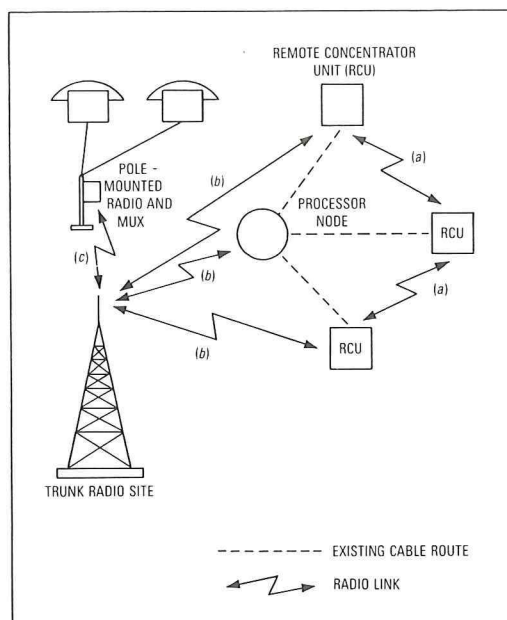 REMOTE CONCENTRATOR
UNIT (RCU)
POLE -
MOUNTED
RADIO AND
MUX
(a)
(b)
PROCESSOR
NODE
RCU
(c)
(b)
(a)
(b)
RCU
TRUNK RADIO SITE
EXISTING CABLE ROUTE
RADIO LINK